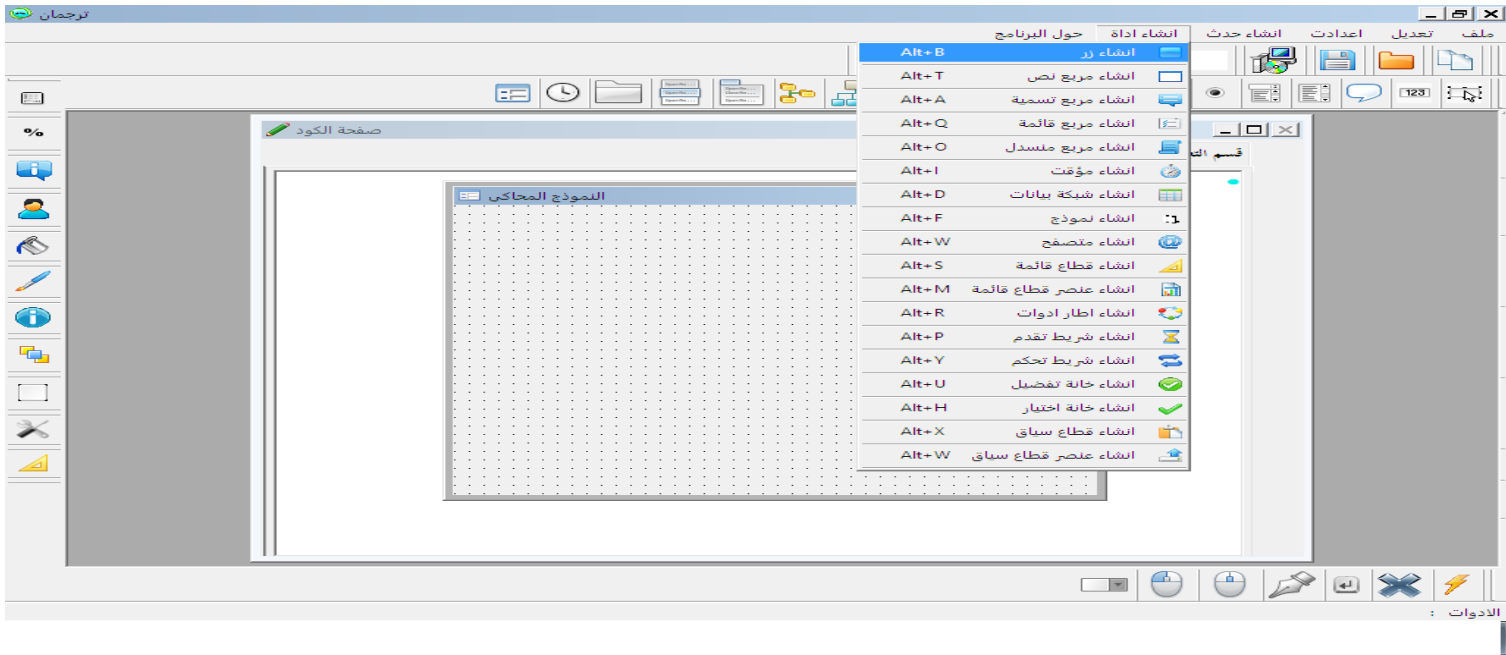 ترجمان
ملف تعديل اعدادت انشاء حدث انشاء اداة حول البرنامج
انشاء زر Alt+B
انشاء مربع نص Alt+T
انشاء مربع تسمية Alt+A
انشاء مربع قائمة Alt+Q
انشاء مربع منسدل Alt+O
انشاء مؤقت Alt+I
انشاء شبكة بيانات Alt+D
انشاء نموذج Alt+F
انشاء متصفح Alt+W
انشاء قطاع قائمة Alt+S
انشاء عنصر قطاع قائمة Alt+M
انشاء اطار ادوات Alt+R
انشاء شريط تقدم Alt+P
انشاء شريط تحكم Alt+Y
انشاء خانة تفضيل Alt+U
انشاء خانة اختيار Alt+H
انشاء قطاع سياق Alt+X
انشاء عنصر قطاع سياق Alt+W
123
%
صفحة الكود
قسم
النموذج المحاكي
الادوات :